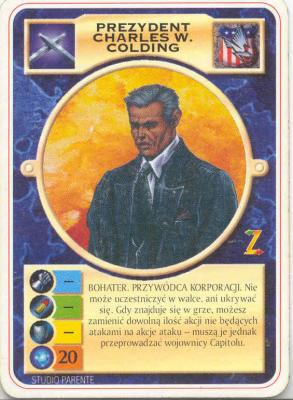 PREZYDENT
CHARLES W.
COLDING
Z
BOHATER. PRZYWÓDCA KORPORACJI. Nie
może uczestniczyć w walce, ani ukrywać
się. Gdy znajduje się w grze, możesz
zamienić dowolną ilość akcji nie będących
atakami na akcje ataku – muszą je jednak
przeprowadzać wojownicy Capitolu.
–
–
–
20
STUDIO PARENTE